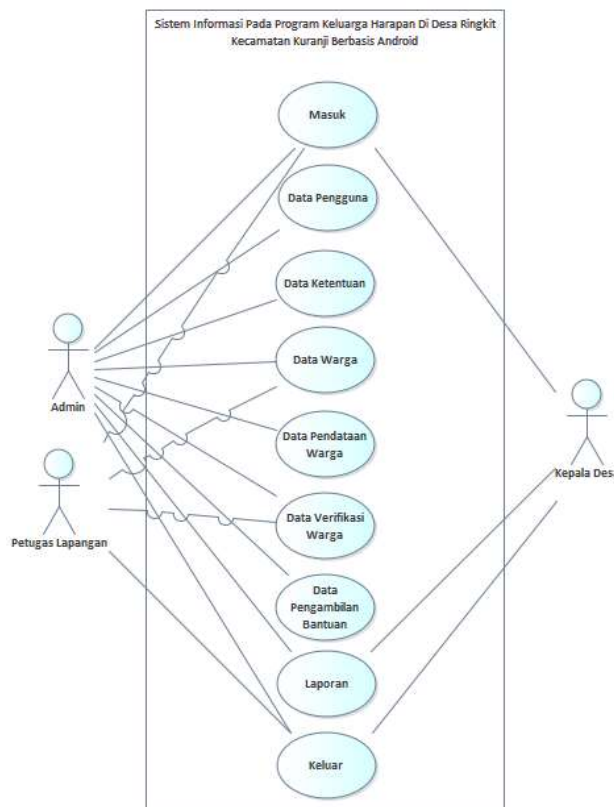 Sistem Informasi Pada Program Keluarga Harapan Di Desa Ringkit
Kecamatan Kuranji Berbasis Android
Masuk
Data Pengguna
Data Ketentuan
Data Warga
Admin
Data Pendataan
Warga
Kepala Desa
Petugas Lapangan
Data Verifikasi
Warga
Data
Pengambilan
Bantuan
Laporan
Keluar